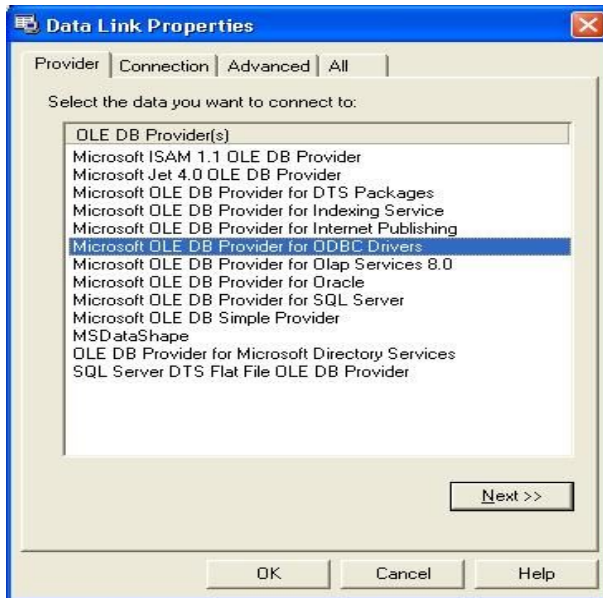 Data Link Properties
Provider Connection Advanced All
Select the data you want to connect to:
OLE DB Provider(s)
Microsoft ISAM 1.1 OLE DB Provider
Microsoft Jet 4.0 OLE DB Provider
Microsoft OLE DB Provider for DTS Packages
Microsoft OLE DB Provider for Indexing Service
Microsoft OLE DB Provider for Internet Publishing
Microsoft OLE DB Provider for ODBC Drivers
Microsoft OLE DB Provider for Olap Services 8.0
Microsoft OLE DB Provider for Oracle
Microsoft OLE DB Provider for SQL Server
Microsoft OLE DB Simple Provider
MSDataShape
OLE DB Provider for Microsoft Directory Services
SQL Server DTS Flat File OLE DB Provider
Next >>
OK Cancel Help